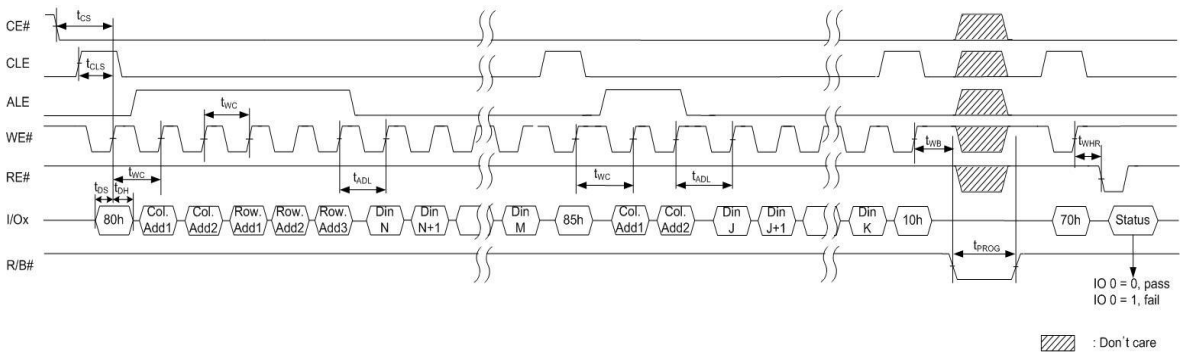 CE#
tCS
CLE
tCLS
ALE
tWC
WE#
tWC
tADL
tWC
tADL
tWB
tWHR
RE#
tDS
tDH
I/Ox
80h
Col. Add1
Col. Add2
Row. Add1
Row. Add2
Row. Add3
Din N
Din N+1
Din M
85h
Col. Add1
Col. Add2
Din J
Din J+1
Din K
10h
70h
Status
tPROG
R/B#
IO 0 = 0, pass
IO 0 = 1, fail
: Don't care